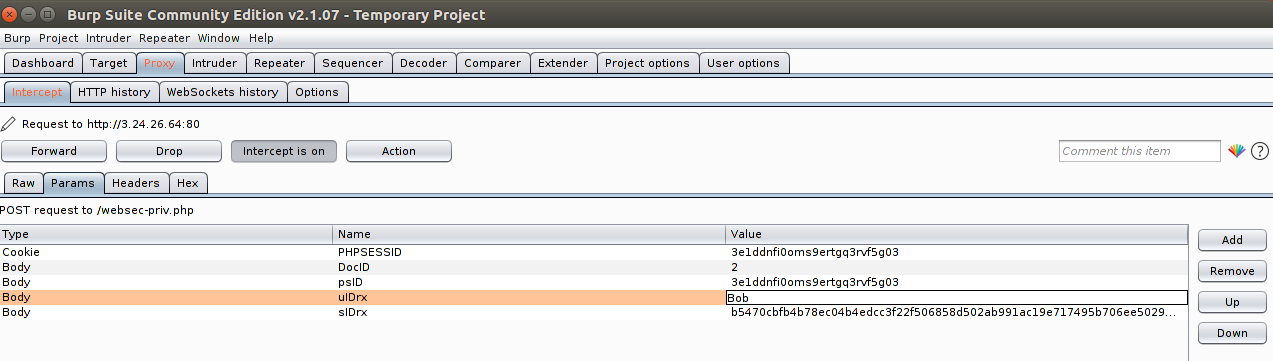 Burp Suite Community Edition v2.1.07 - Temporary Project
Burp Project Intruder Repeater Window Help
Dashboard Target Proxy Intruder Repeater Sequencer Decoder Comparer Extender Project options User options
Intercept HTTP history WebSockets history Options
Request to http://3.24.26.64:80
Forward Drop Intercept is on Action Comment this item ?
Raw Params Headers Hex
POST request to /websec-priv.php
Type Name Value
Cookie PHPSESSID 3e1ddnfi0oms9ertgq3rvf5g03
Body DocID 2
Body psID 3e1ddnfi0oms9ertgq3rvf5g03
Body uIDrx Bob
Body sIDrx b5470cbfb4b78ec04b4edcc3f22f506858d502ab991ac19e717495b706ee5029...
Add
Remove
Up
Down